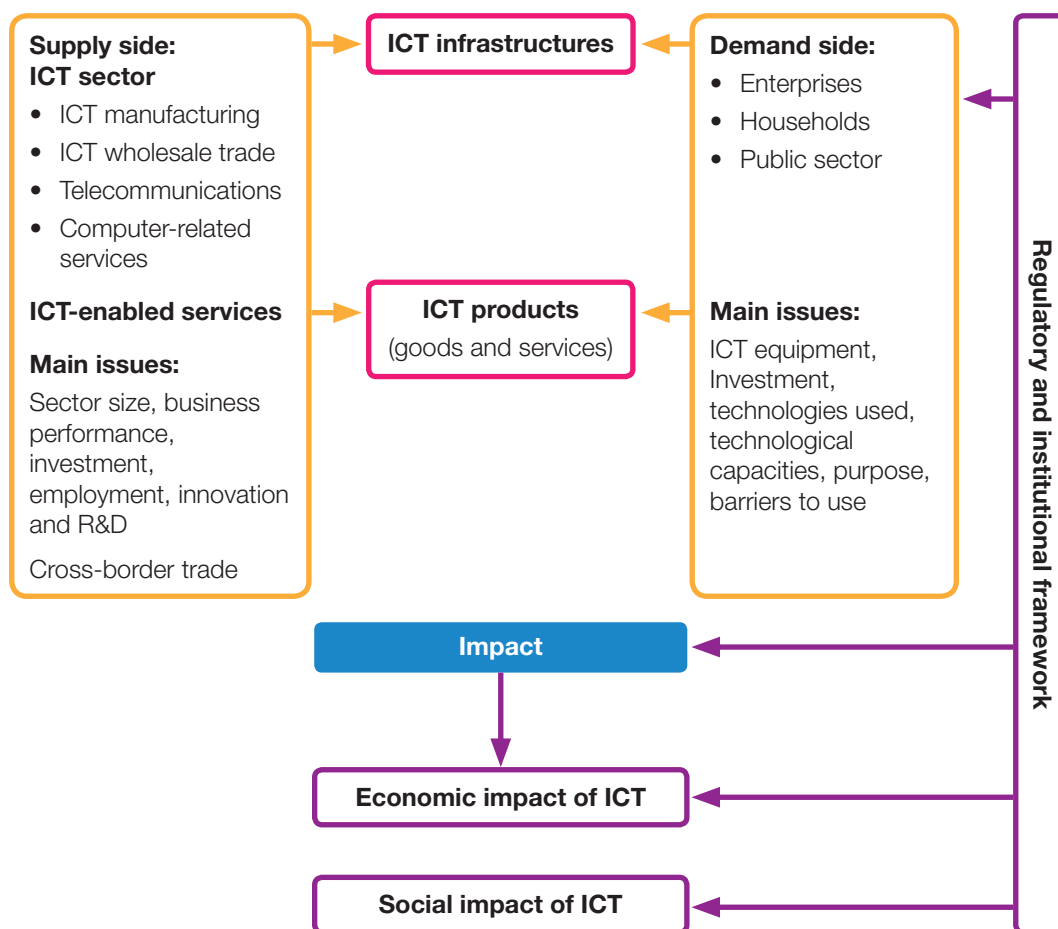 Supply side:
ICT sector
• ICT manufacturing
• ICT wholesale trade
• Telecommunications
• Computer-related
services
ICT-enabled services
Main issues:
Sector size, business
performance,
investment,
employment, innovation
and R&D
Cross-border trade
ICT infrastructures
ICT products
(goods and services)
Demand side:
• Enterprises
• Households
• Public sector
Main issues:
ICT equipment,
Investment,
technologies used,
technological
capacities, purpose,
barriers to use
Regulatory and institutional framework
Impact
Economic impact of ICT
Social impact of ICT